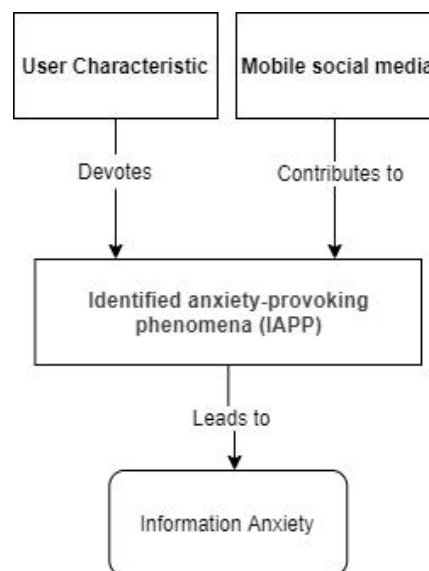 User Characteristic
Mobile social media
Devotes
Contributes to
Identified anxiety-provoking
phenomena (IAPP)
Leads to
Information Anxiety